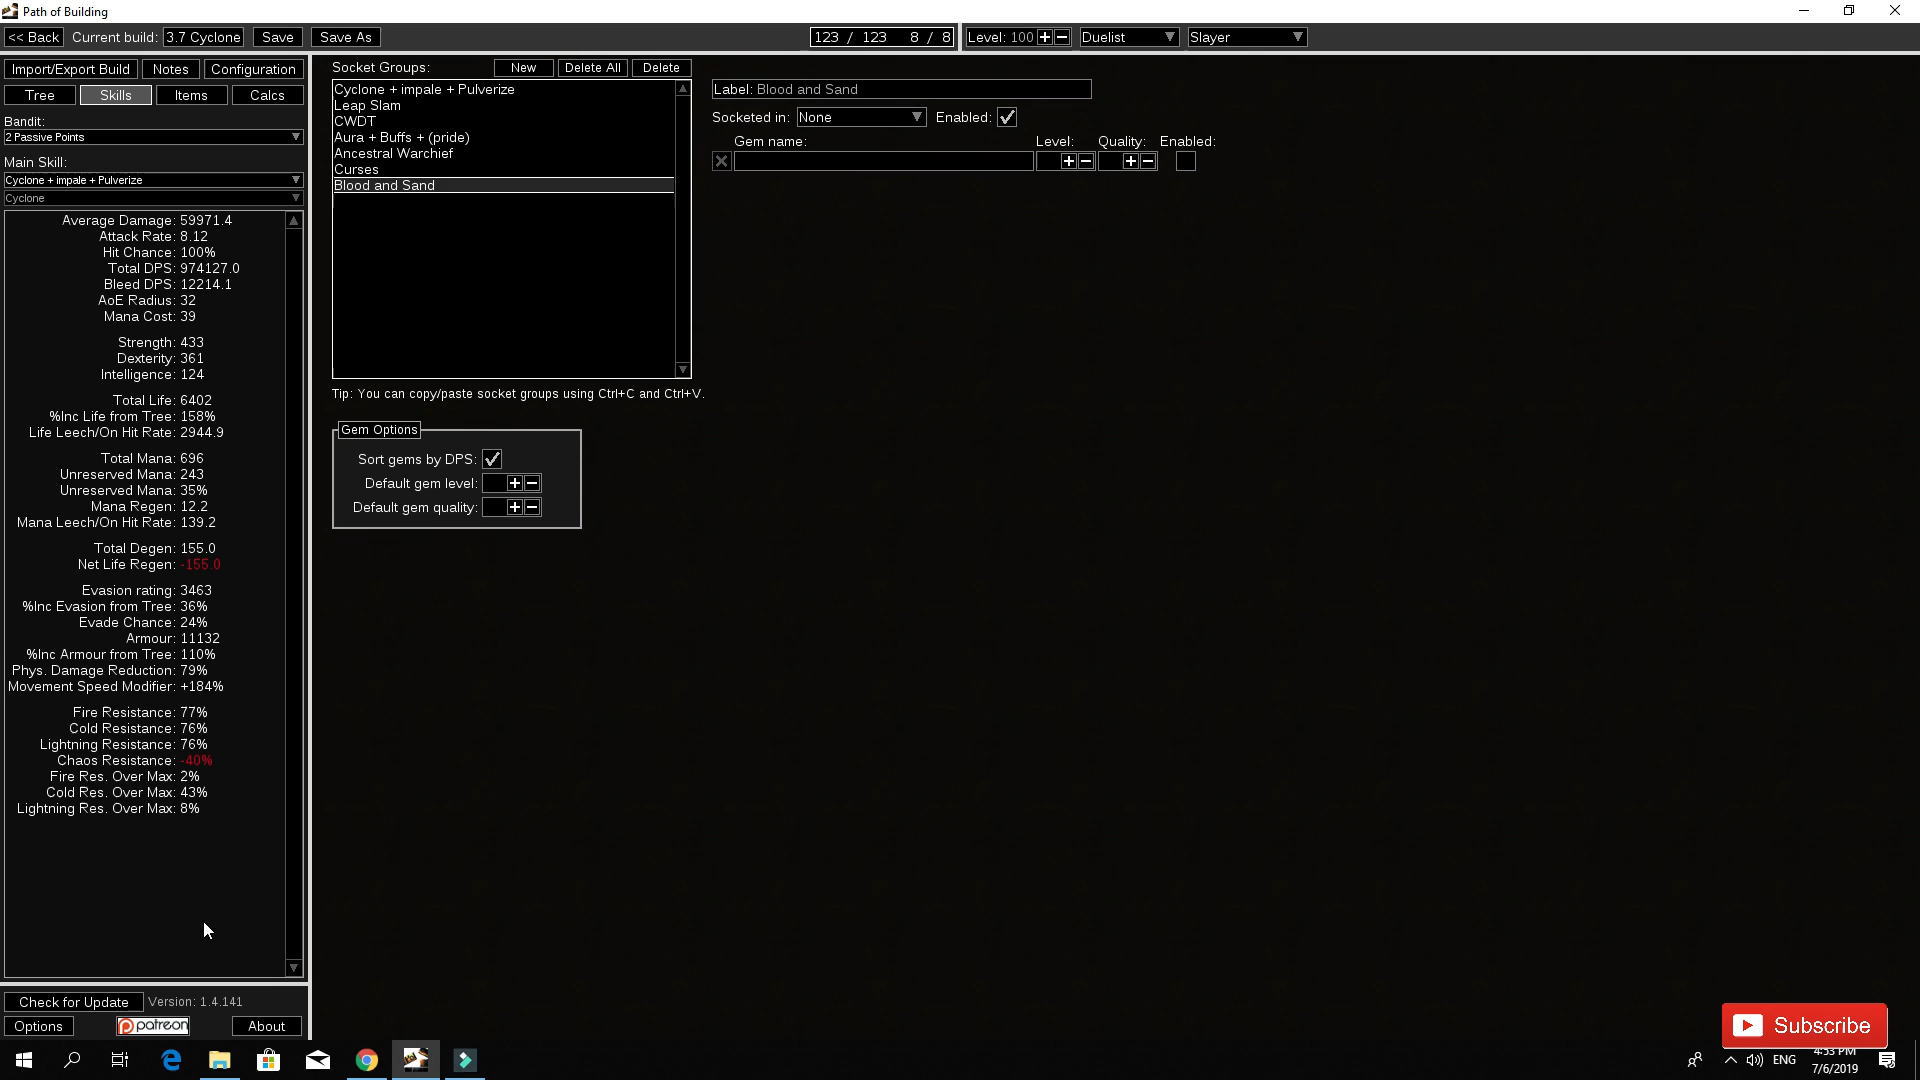 Path of Building
<< Back Current build: 3.7 Cyclone Save Save As 123 / 123 8 / 8 Level: 100 + − Duelist Slayer
Import/Export Build Notes Configuration
Tree Skills Items Calcs
Bandit:
2 Passive Points
Main Skill:
Cyclone + impale + Pulverize
Cyclone
Average Damage: 59971.4
Attack Rate: 8.12
Hit Chance: 100%
Total DPS: 974127.0
Bleed DPS: 12214.1
AoE Radius: 32
Mana Cost: 39
Strength: 433
Dexterity: 361
Intelligence: 124
Total Life: 6402
%Inc Life from Tree: 158%
Life Leech/On Hit Rate: 2944.9
Total Mana: 696
Unreserved Mana: 243
Unreserved Mana: 35%
Mana Regen: 12.2
Mana Leech/On Hit Rate: 139.2
Total Degen: 155.0
Net Life Regen: -155.0
Evasion rating: 3463
%Inc Evasion from Tree: 36%
Evade Chance: 24%
Armour: 11132
%Inc Armour from Tree: 110%
Phys. Damage Reduction: 79%
Movement Speed Modifier: +184%
Fire Resistance: 77%
Cold Resistance: 76%
Lightning Resistance: 76%
Chaos Resistance: -40%
Fire Res. Over Max: 2%
Cold Res. Over Max: 43%
Lightning Res. Over Max: 8%
Check for Update Version: 1.4.141
Options patreon About
Socket Groups: New Delete All Delete
Cyclone + impale + Pulverize
Leap Slam
CWDT
Aura + Buffs + (pride)
Ancestral Warchief
Curses
Blood and Sand
Tip: You can copy/paste socket groups using Ctrl+C and Ctrl+V.
Gem Options
Sort gems by DPS:
Default gem level: + −
Default gem quality: + −
Label: Blood and Sand
Socketed in: None Enabled:
Gem name: Level: Quality: Enabled:
Subscribe
ENG 4:53 PM
7/6/2019